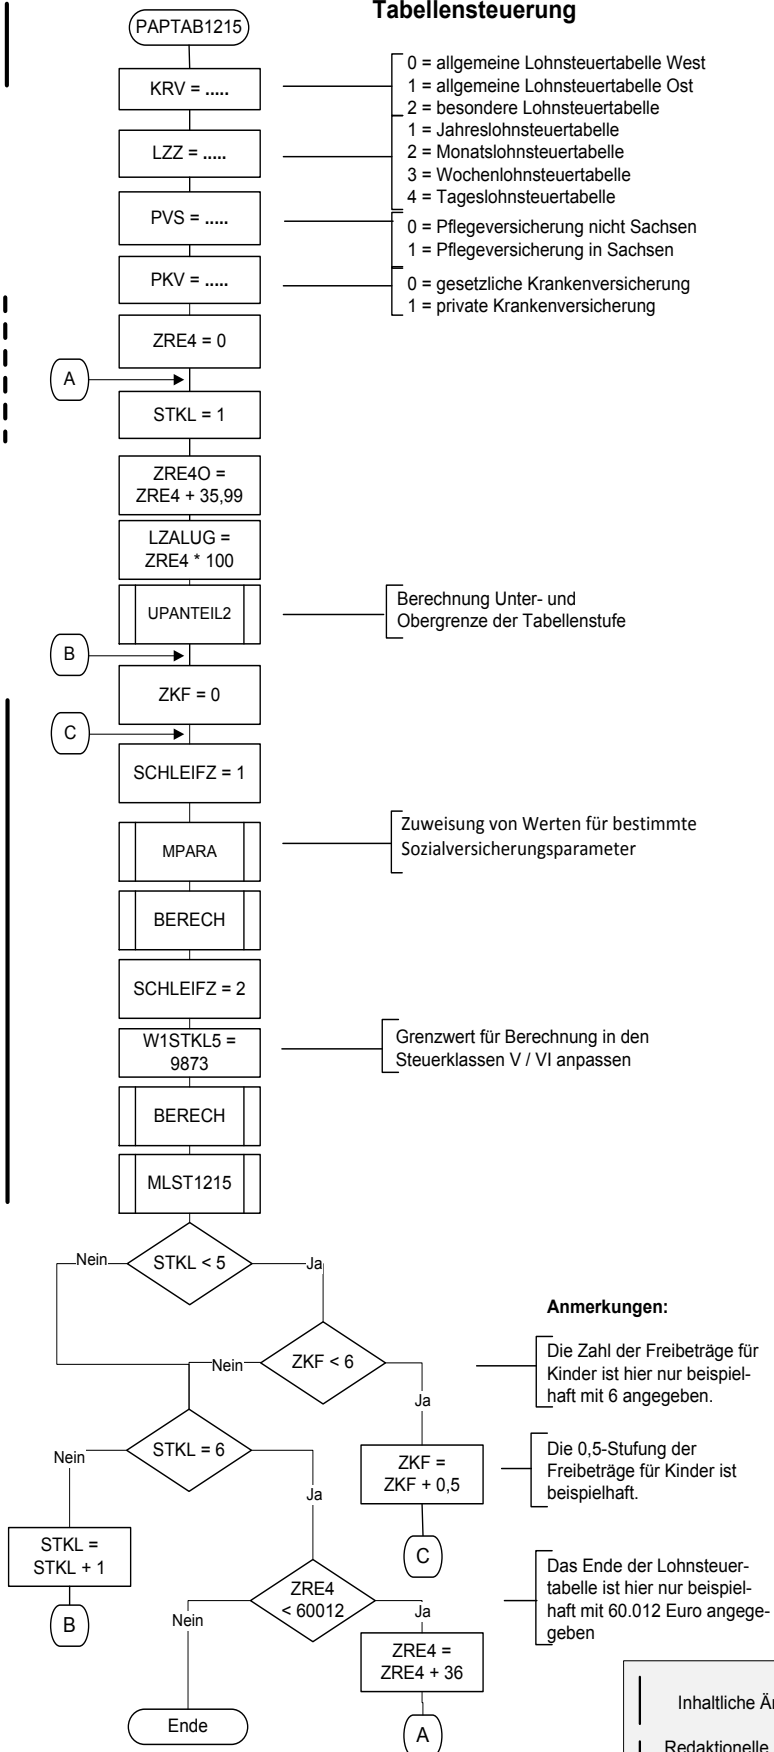 Tabellensteuerung
PAPTAB1215
KRV = .....
0 = allgemeine Lohnsteuertabelle West
1 = allgemeine Lohnsteuertabelle Ost
2 = besondere Lohnsteuertabelle
LZZ = .....
1 = Jahreslohnsteuertabelle
2 = Monatslohnsteuertabelle
3 = Wochenlohnsteuertabelle
4 = Tageslohnsteuertabelle
PVS = .....
0 = Pflegeversicherung nicht Sachsen
1 = Pflegeversicherung in Sachsen
PKV = .....
0 = gesetzliche Krankenversicherung
1 = private Krankenversicherung
ZRE4 = 0
A
STKL = 1
ZRE4O =
ZRE4 + 35,99
LZALUG =
ZRE4 * 100
UPANTEIL2
Berechnung Unter- und
Obergrenze der Tabellenstufe
B
ZKF = 0
C
SCHLEIFZ = 1
MPARA
Zuweisung von Werten für bestimmte
Sozialversicherungsparameter
BERECH
SCHLEIFZ = 2
W1STKL5 =
9873
Grenzwert für Berechnung in den
Steuerklassen V / VI anpassen
BERECH
MLST1215
STKL < 5
Nein
Ja
Anmerkungen:
ZKF < 6
Nein
Ja
Die Zahl der Freibeträge für
Kinder ist hier nur beispiel-
haft mit 6 angegeben.
STKL = 6
Nein
Ja
ZKF =
ZKF + 0,5
Die 0,5-Stufung der
Freibeträge für Kinder ist
beispielhaft.
STKL =
STKL + 1
C
B
ZRE4
< 60012
Nein
Ja
Das Ende der Lohnsteuer-
tabelle ist hier nur beispiel-
haft mit 60.012 Euro angege-
geben
ZRE4 =
ZRE4 + 36
Ende
A
Inhaltliche
Redaktionelle